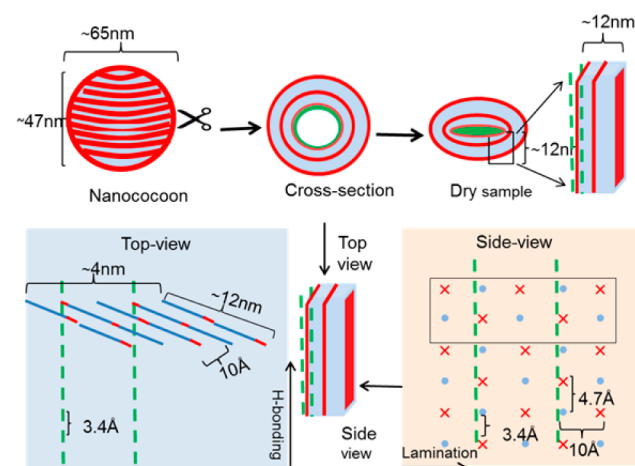 ~65nm
~12nm
~47nm
~12n
Nanococoon
Cross-section
Dry sample
Top-view
Top
view
Side-view
~4nm
~12nm
10Å
3.4Å
H-bonding
Side
view
Lamination
4.7Å
3.4Å
10Å